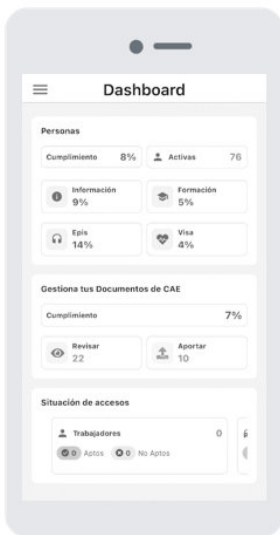 Dashboard
Personas
Cumplimiento 8% Activas 76
Información 9% Formación 5%
Epis 14% Visa 4%
Gestiona tus Documentos de CAE
Cumplimiento 7%
Revisar 22 Aportar 10
Situación de accesos
Trabajadores 0
0 Aptos 0 No Aptos